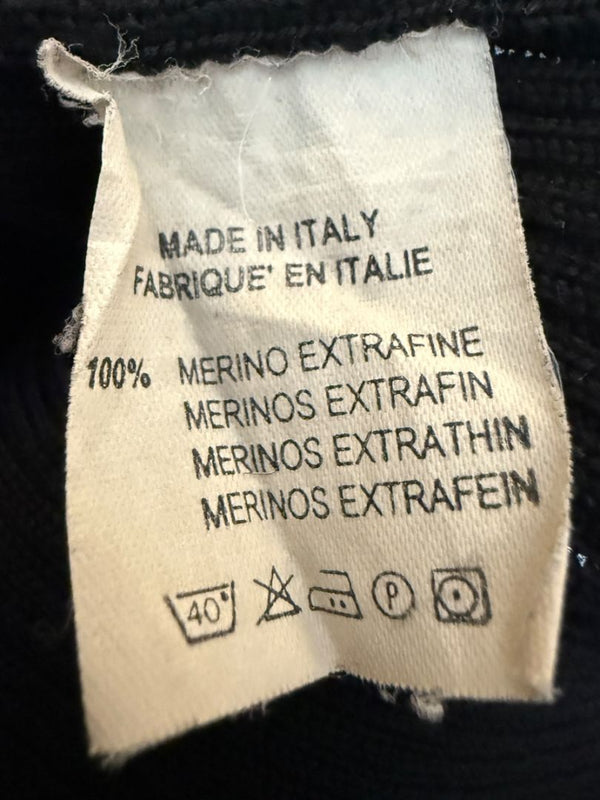 MADE IN ITALY
FABRIQUE' EN ITALIE
100% MERINO EXTRAFINE
MERINOS EXTRAFIN
MERINOS EXTRATHIN
MERINOS EXTRAFEIN
40° P